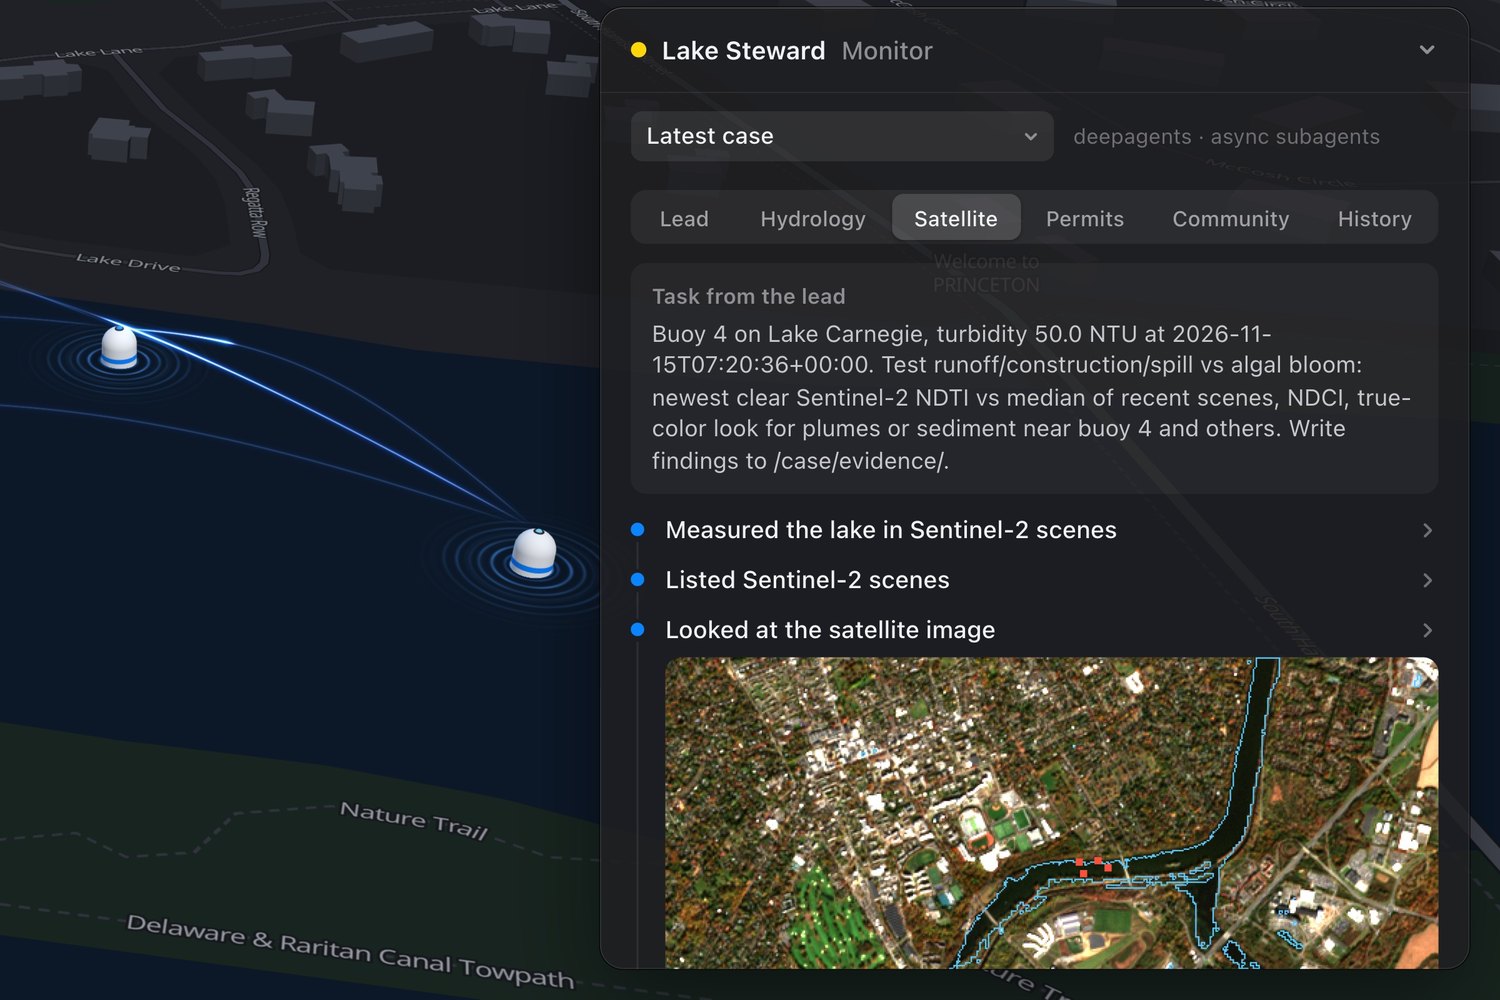 Lake Lane
Lake Lane
Regatta Row
Lake Drive
Nature Trail
Delaware & Raritan Canal Towpath
Lake Steward Monitor
Latest case
deepagents · async subagents
McCosh Circle
Lead
Hydrology
Satellite
Permits
Community
History
Welcome to
PRINCETON
Task from the lead
Buoy 4 on Lake Carnegie, turbidity 50.0 NTU at 2026-11-
15T07:20:36+00:00. Test runoff/construction/spill vs algal bloom:
newest clear Sentinel-2 NDTI vs median of recent scenes, NDCI, true-
color look for plumes or sediment near buoy 4 and others. Write
findings to /case/evidence/.
Measured the lake in Sentinel-2 scenes
Listed Sentinel-2 scenes
Looked at the satellite image